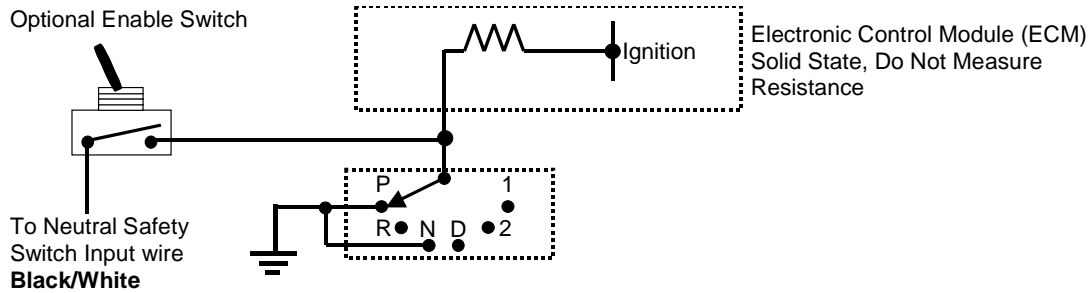 Optional Enable Switch
Ignition
Electronic Control Module (ECM)
Solid State, Do Not Measure
Resistance
P
1
R
N
D
2
To Neutral Safety
Switch Input wire
Black/White